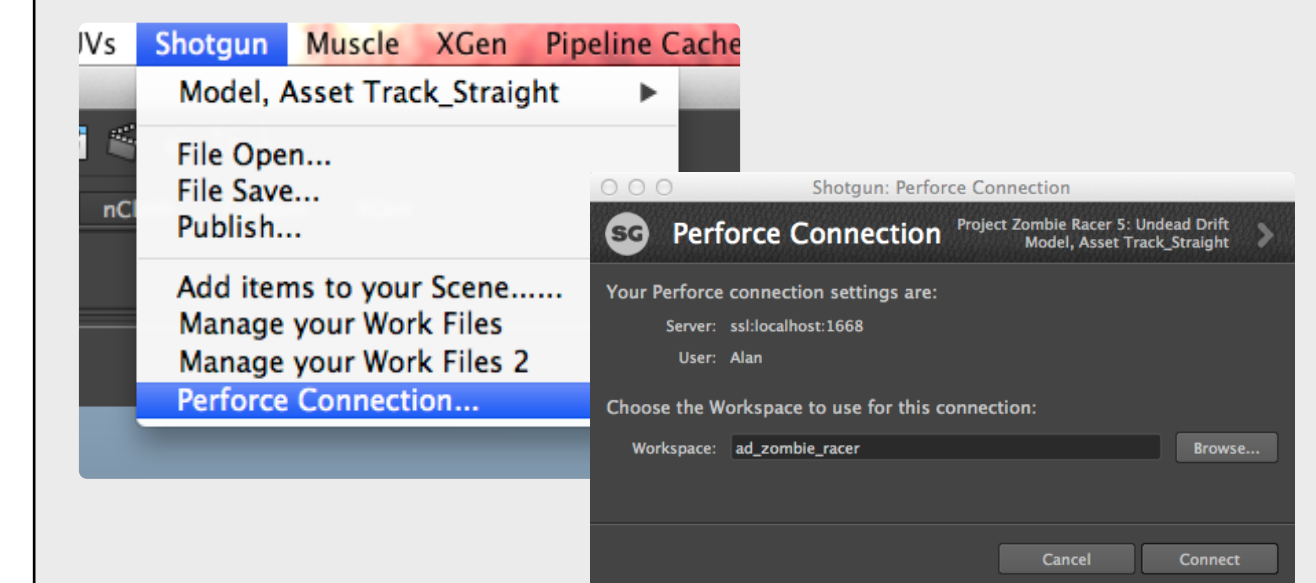 JVs Shotgun Muscle XGen Pipeline Cache
Model, Asset Track_Straight
File Open...
File Save...
Publish...
Add items to your Scene......
Manage your Work Files
Manage your Work Files 2
Perforce Connection...
nCl
Shotgun: Perforce Connection
SG Perforce Connection
Project Zombie Racer 5: Undead Drift
Model, Asset Track_Straight
Your Perforce connection settings are:
Server: ssl:localhost:1668
User: Alan
Choose the Workspace to use for this connection:
Workspace: ad_zombie_racer Browse...
Cancel Connect